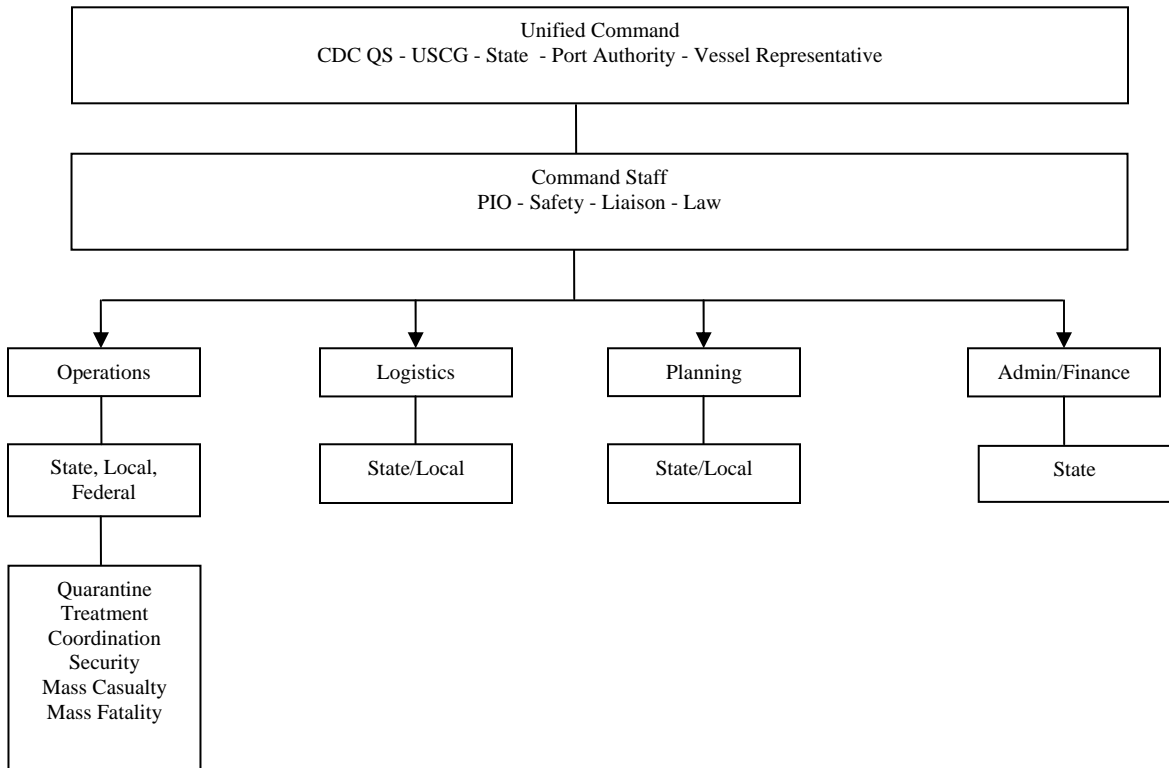 Unified Command
CDC QS - USCG - State - Port Authority - Vessel Representative
Command Staff
PIO - Safety - Liaison - Law
Operations
Logistics
Planning
Admin/Finance
State, Local,
Federal
State/Local
State/Local
State
Quarantine
Treatment
Coordination
Security
Mass Casualty
Mass Fatality